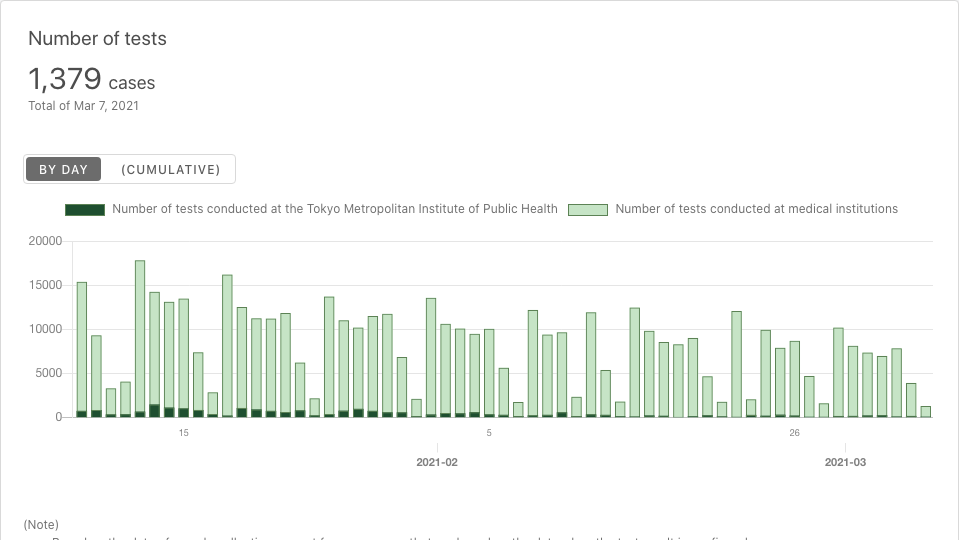 Number of tests
1,379 cases
Total of Mar 7, 2021
BY DAY (CUMULATIVE)
Number of tests conducted at the Tokyo Metropolitan Institute of Public Health Number of tests conducted at medical institutions
20000
15000
10000
5000
0
15 5 26
2021-02 2021-03
(Note)